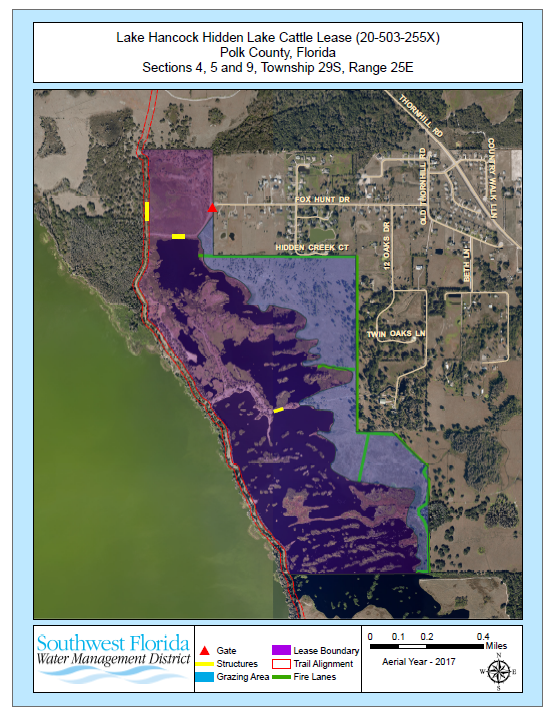 Lake Hancock Hidden Lake Cattle Lease (20-503-255X)
Polk County, Florida
Sections 4, 5 and 9, Township 29S, Range 25E
THORNHILL RD
OLD THORNHILL RD
COUNTRY WALK LN
FOX HUNT DR
HIDDEN CREEK CT
12 OAKS DR
BETH LN
TWIN OAKS LN
Southwest Florida
Water Management District
Gate
Structures
Grazing Area
Lease Boundary
Trail Alignment
Fire Lanes
0 0.1 0.2 0.4
Miles
Aerial Year - 2017
N
W E
S